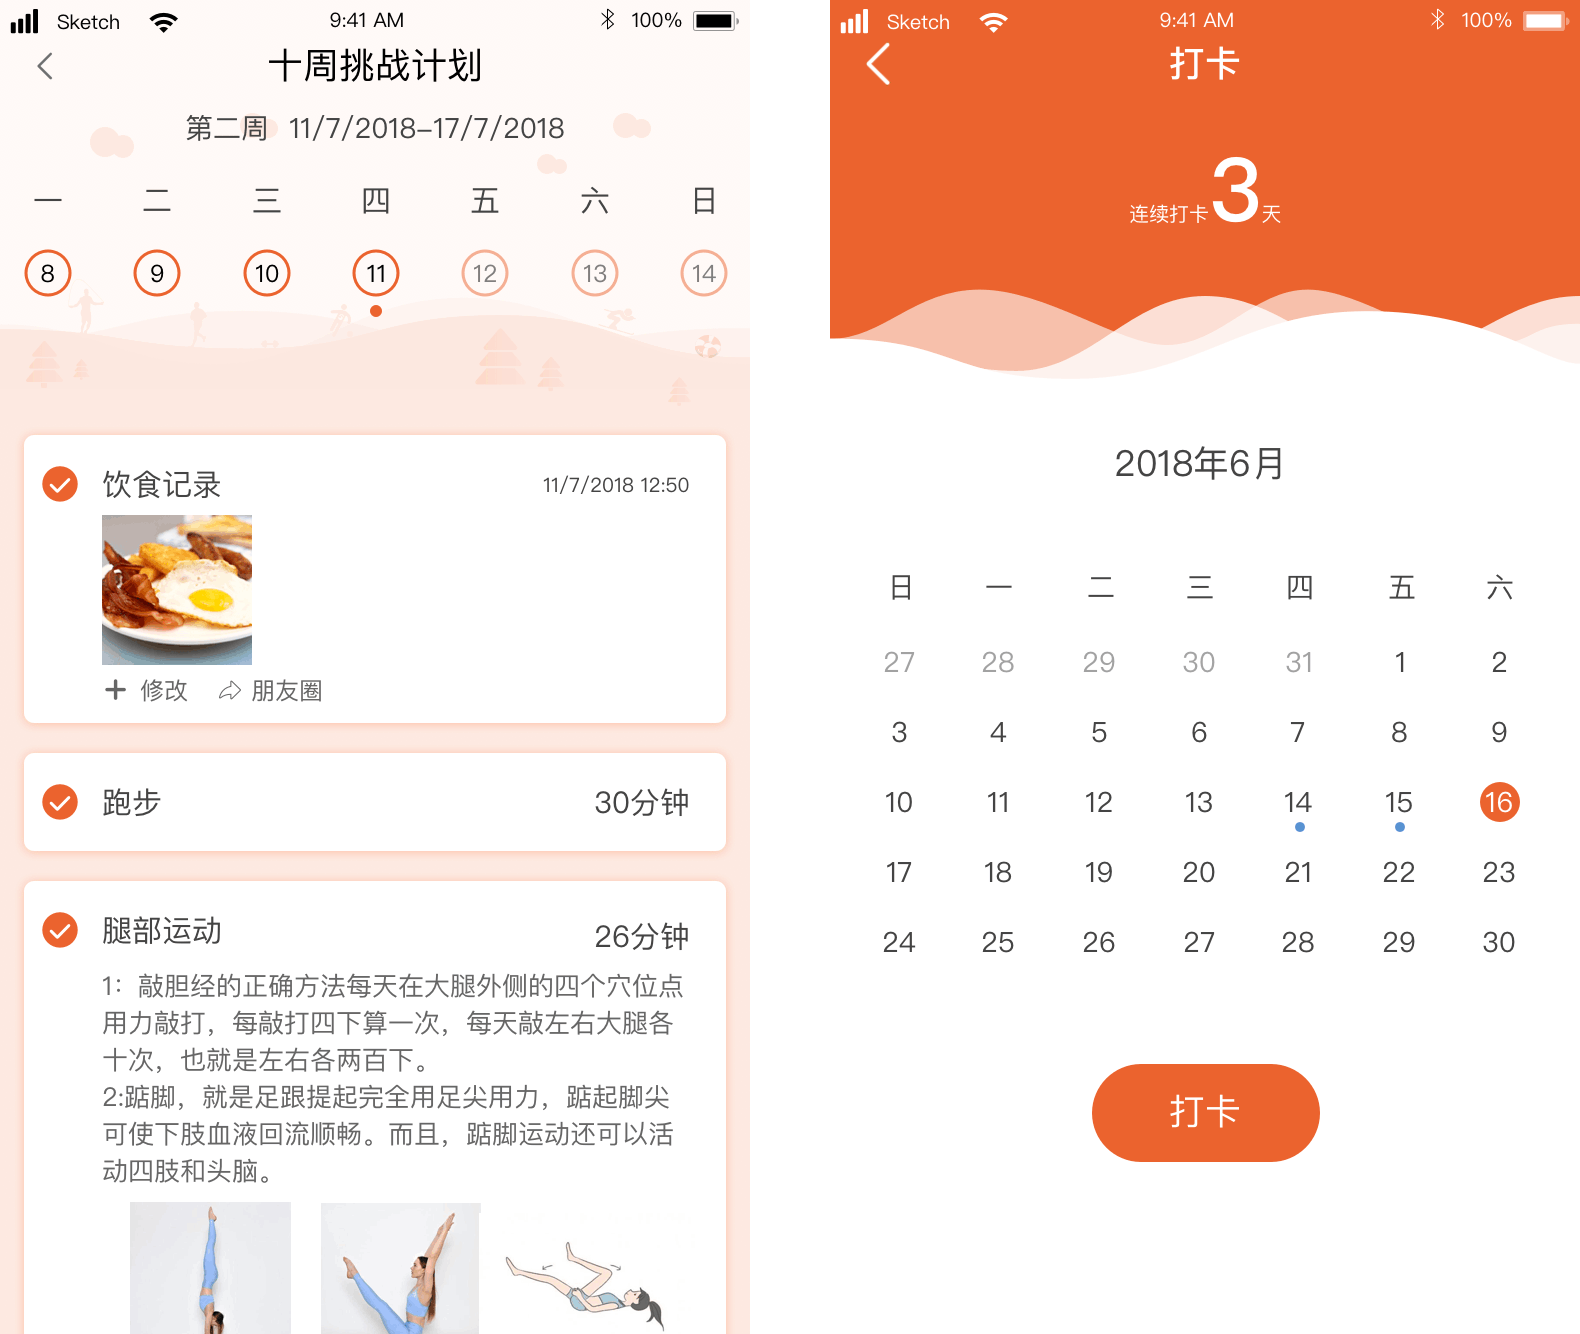 Sketch 9:41 AM 100%
十周挑战计划
第二周 11/7/2018-17/7/2018
一 二 三 四 五 六 日
8 9 10 11 12 13 14
饮食记录 11/7/2018 12:50
修改 朋友圈
跑步 30分钟
腿部运动 26分钟
1：敲胆经的正确方法每天在大腿外侧的四个穴位点
用力敲打，每敲打四下算一次，每天敲左右大腿各
十次，也就是左右各两百下。
2:踮脚，就是足跟提起完全用足尖用力，踮起脚尖
可使下肢血液回流顺畅。而且，踮脚运动还可以活
动四肢和头脑。
Sketch 9:41 AM 100%
打卡
连续打卡3天
2018年6月
日 一 二 三 四 五 六
27 28 29 30 31 1 2
3 4 5 6 7 8 9
10 11 12 13 14 15 16
17 18 19 20 21 22 23
24 25 26 27 28 29 30
打卡